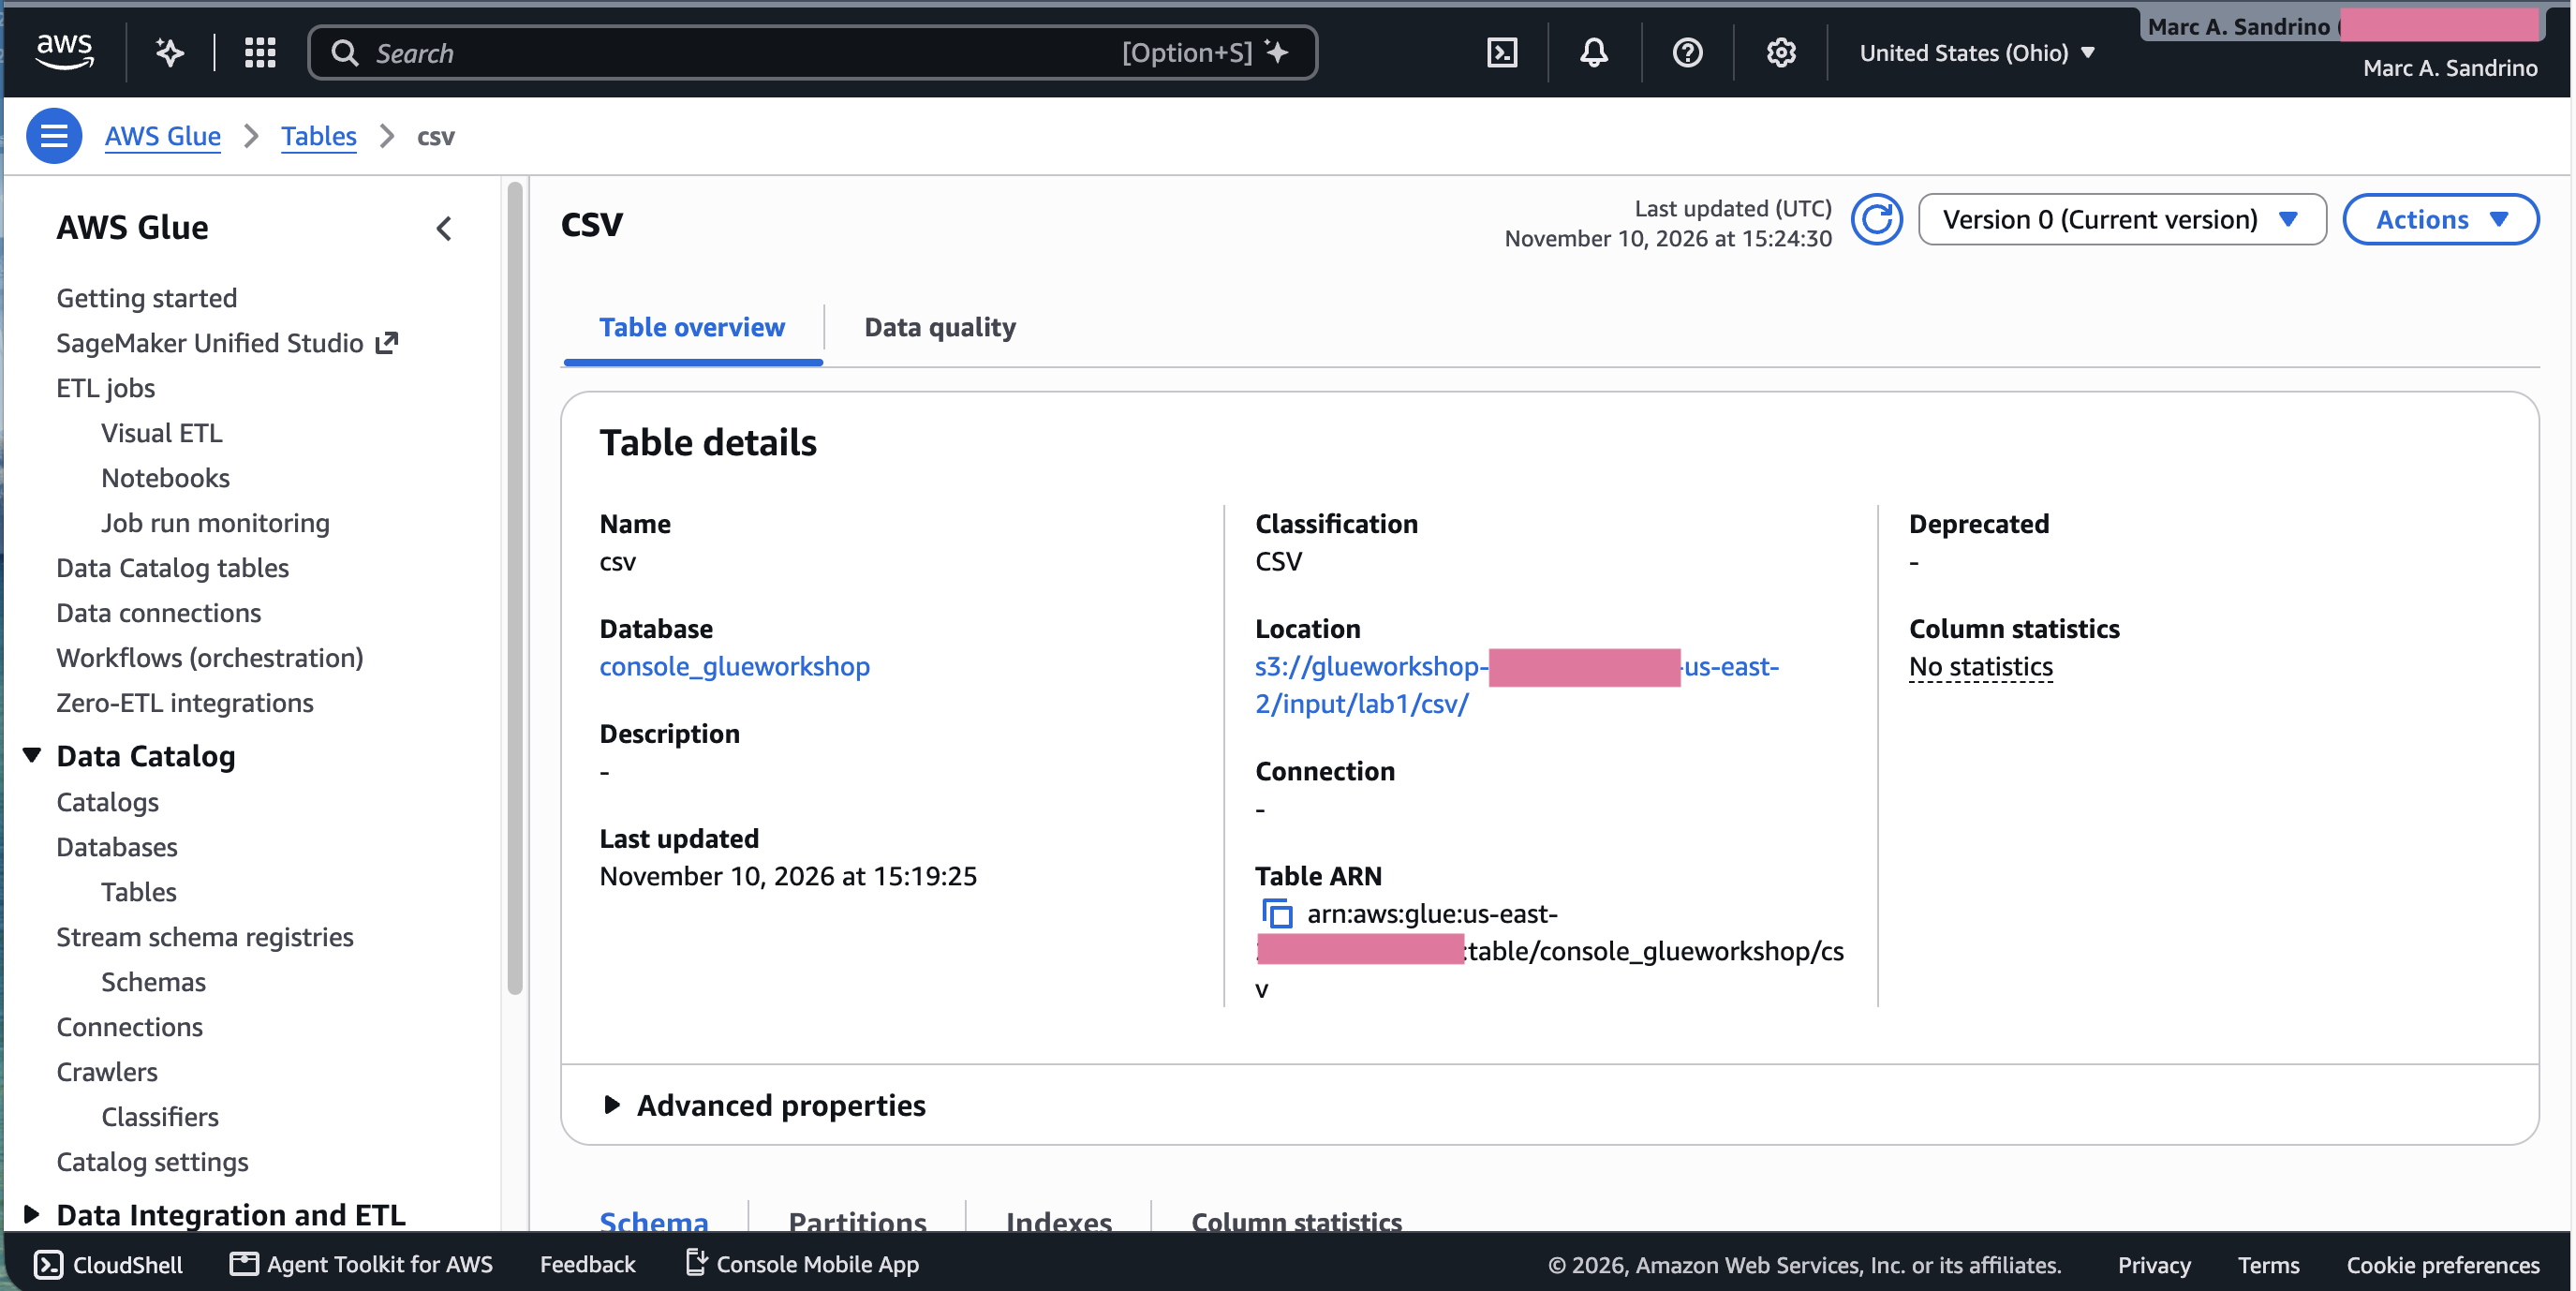 aws
Search [Option+S]
United States (Ohio)
Marc A. Sandrino (
Marc A. Sandrino
AWS Glue
Tables
csv
AWS Glue
Getting started
SageMaker Unified Studio
ETL jobs
Visual ETL
Notebooks
Job run monitoring
Data Catalog tables
Data connections
Workflows (orchestration)
Zero-ETL integrations
Data Catalog
Catalogs
Databases
Tables
Stream schema registries
Schemas
Connections
Crawlers
Classifiers
Catalog settings
Data Integration and ETL
csv
Last updated (UTC)
November 10, 2026 at 15:24:30
Version 0 (Current version)
Actions
Table overview
Data quality
Table details
Name
csv
Database
console_glueworkshop
Description
-
Last updated
November 10, 2026 at 15:19:25
Classification
CSV
Location
s3://glueworkshop- -us-east-
2/input/lab1/csv/
Connection
-
Table ARN
arn:aws:glue:us-east-
:table/console_glueworkshop/cs
v
Deprecated
-
Column statistics
No statistics
Advanced properties
Schema
Partitions
Indexes
Column statistics
CloudShell
Agent Toolkit for AWS
Feedback
Console Mobile App
© 2026, Amazon Web Services, Inc. or its affiliates.
Privacy
Terms
Cookie preferences